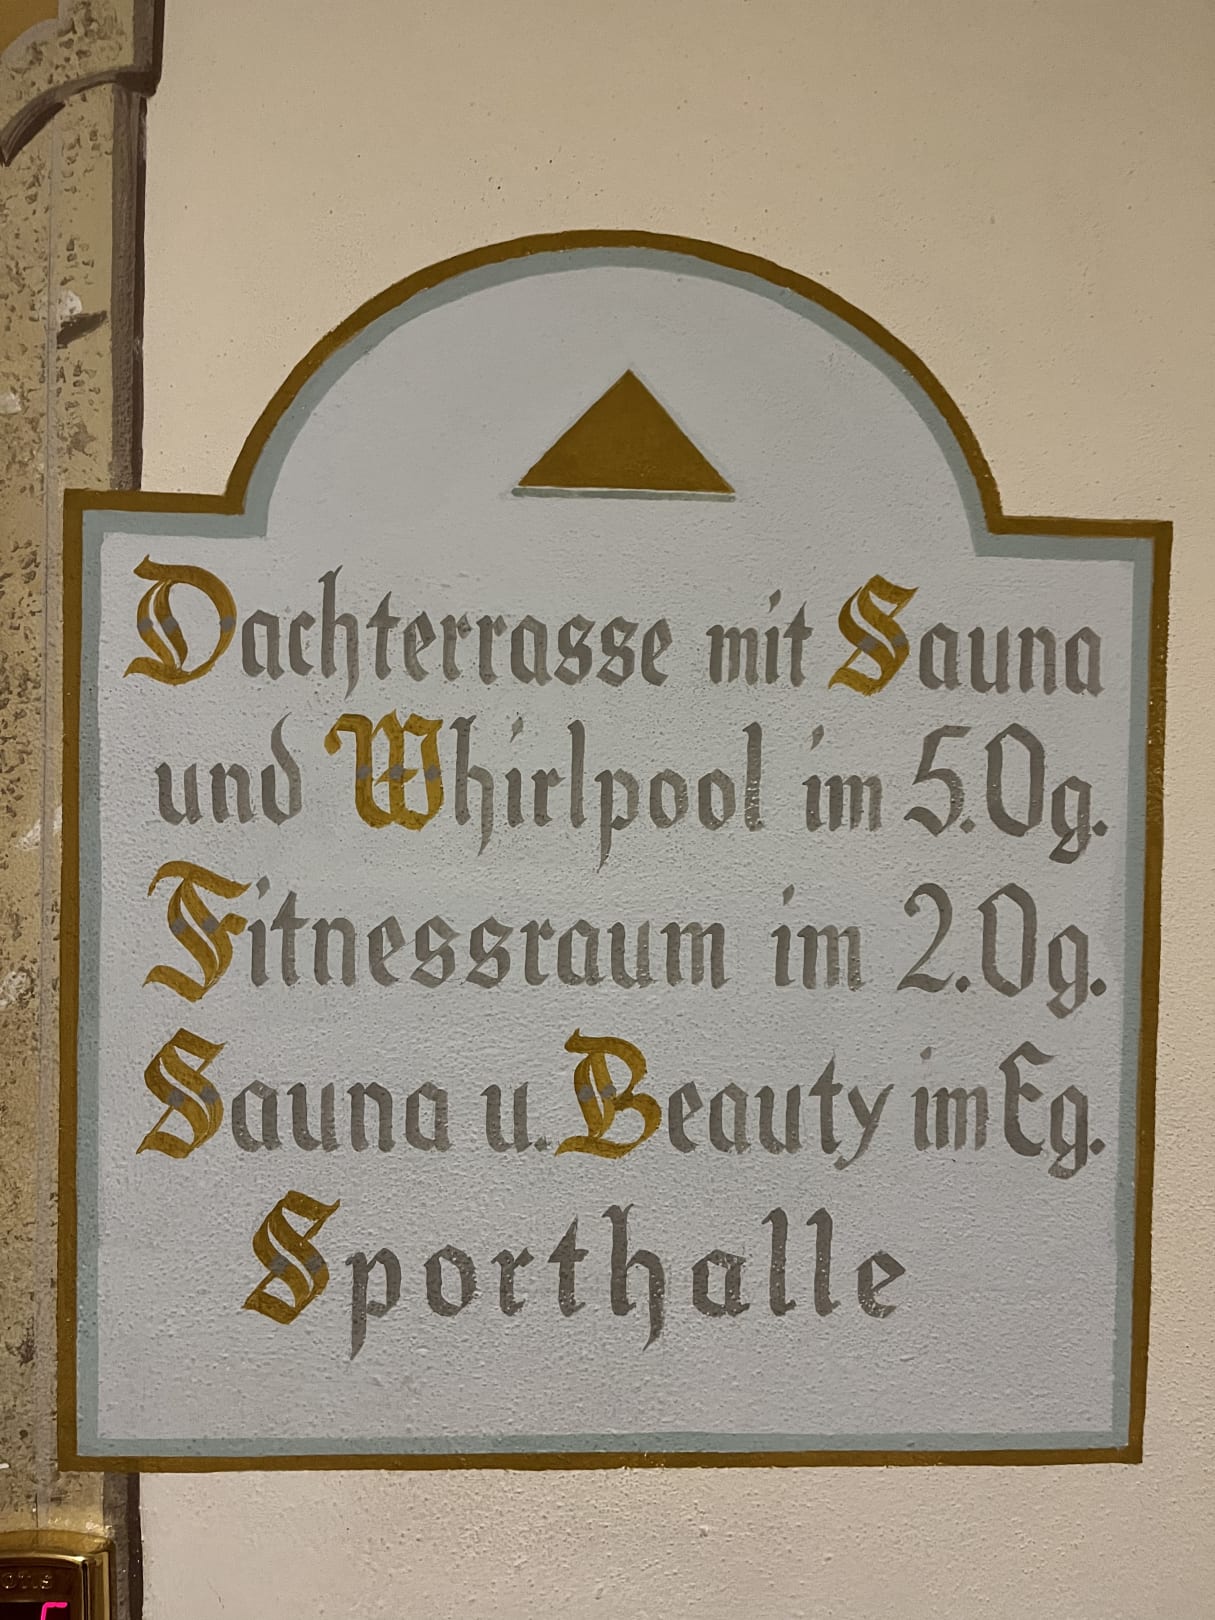 Dachterrasse mit Sauna
und Whirlpool im 5.Og.
Fitnessraum im 2.Og.
Sauna u. Beauty im Eg.
Sporthalle